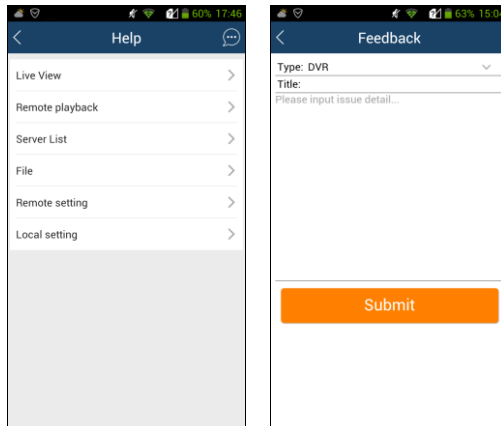 60% 17:46
Help
Live View
Remote playback
Server List
File
Remote setting
Local setting
63% 15:04
Feedback
Type: DVR
Title:
Please input issue detail...
Submit